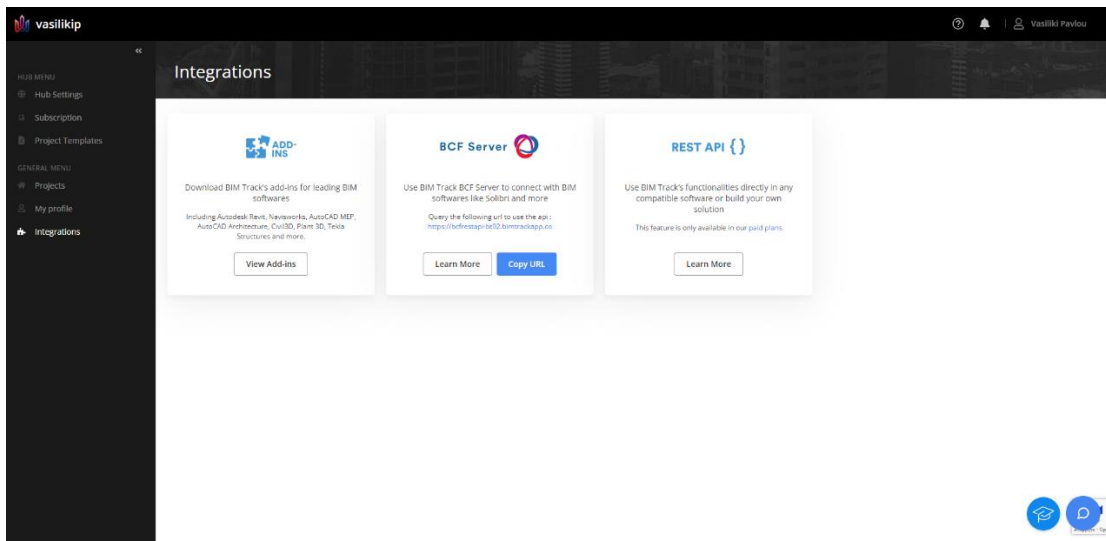 vasilikip
Vasiliki Pavlou
HUB MENU
Hub Settings
Subscription
Project Templates
GENERAL MENU
Projects
My profile
Integrations
Integrations
ADD-
INS
Download BIM Track's add-ins for leading BIM
softwares
Including Autodesk Revit, Navisworks, AutoCAD MEP,
AutoCAD Architecture, Civil3D, Plant 3D, Tekla
Structures and more.
View Add-ins
BCF Server
Use BIM Track BCF Server to connect with BIM
softwares like Solibri and more
Query the following url to use the api :
https://bcfrestapi-bt02.bimtrackapp.co
Learn More
Copy URL
REST API { }
Use BIM Track's functionalities directly in any
compatible software or build your own
solution
This feature is only available in our paid plans
Learn More